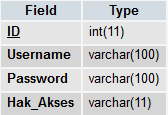 Field Type
ID int(11)
Username varchar(100)
Password varchar(100)
Hak_Akses varchar(11)